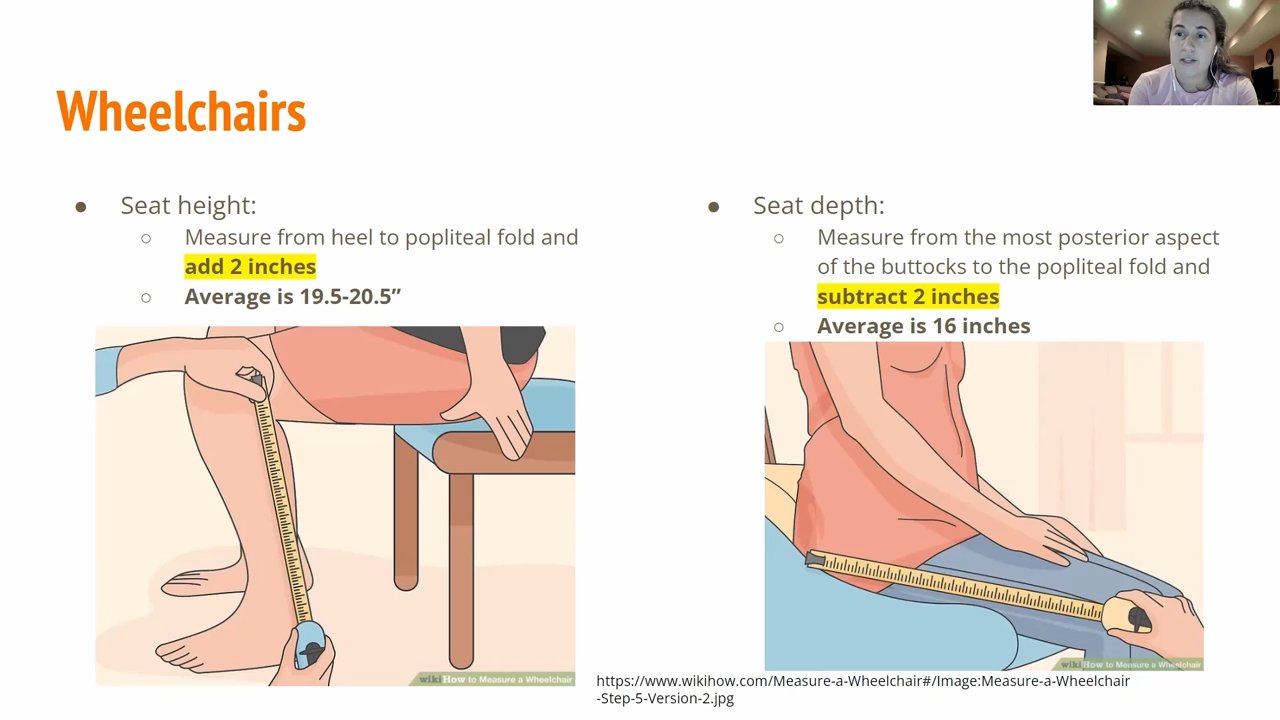 Wheelchairs
● Seat height:
○ Measure from heel to popliteal fold and
add 2 inches
○ Average is 19.5-20.5”
wikiHow to Measure a Wheelchair
● Seat depth:
○ Measure from the most posterior aspect
of the buttocks to the popliteal fold and
subtract 2 inches
○ Average is 16 inches
wikiHow to Measure a Wheelchair
https://www.wikihow.com/Measure-a-Wheelchair#/Image:Measure-a-Wheelchair
-Step-5-Version-2.jpg